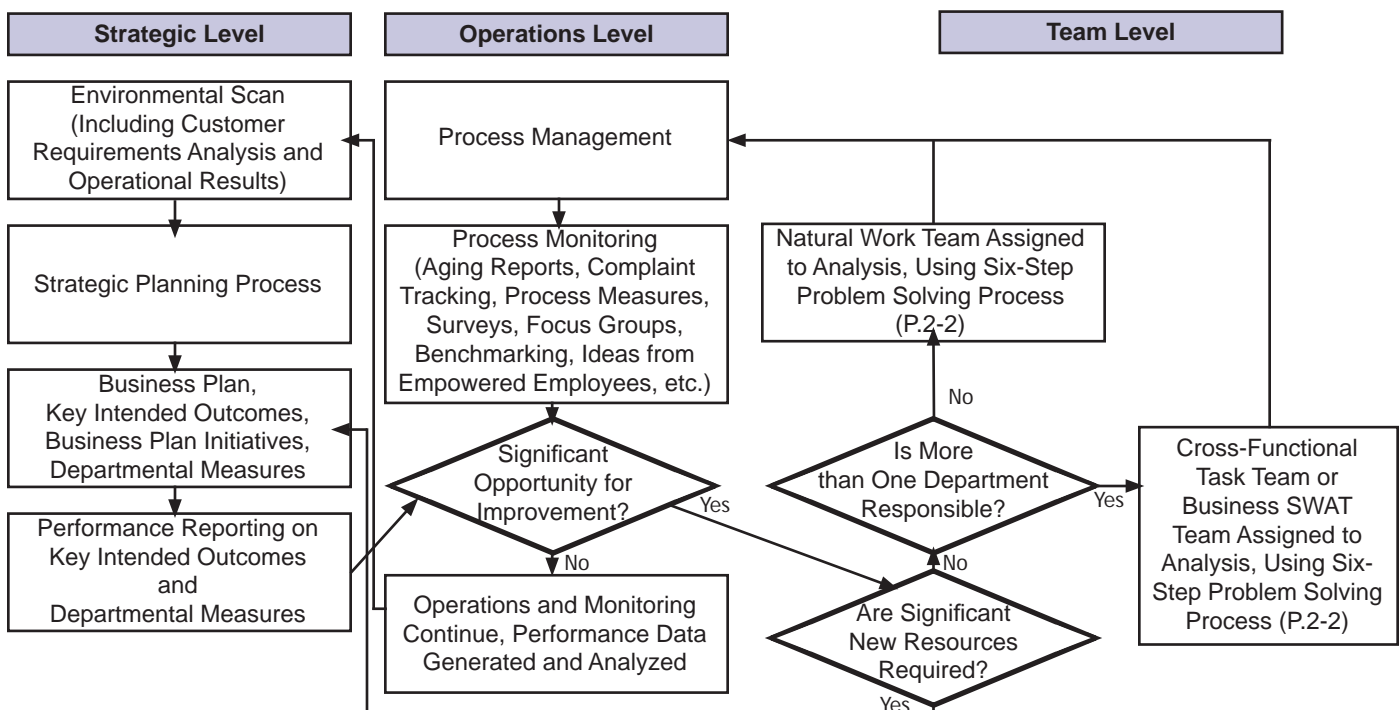 Strategic Level
Environmental Scan
(Including Customer
Requirements Analysis and
Operational Results)
Strategic Planning Process
Business Plan,
Key Intended Outcomes,
Business Plan Initiatives,
Departmental Measures
Performance Reporting on
Key Intended Outcomes
and
Departmental Measures
Operations Level
Process Management
Process Monitoring
(Aging Reports, Complaint
Tracking, Process Measures,
Surveys, Focus Groups,
Benchmarking, Ideas from
Empowered Employees, etc.)
Significant
Opportunity for
Improvement?
Yes
No
Operations and Monitoring
Continue, Performance Data
Generated and Analyzed
Team Level
Natural Work Team Assigned
to Analysis, Using Six-Step
Problem Solving Process
(P.2-2)
No
Is More
than One Department
Responsible?
Yes
No
Are Significant
New Resources
Required?
Yes
Cross-Functional
Task Team or
Business SWAT
Team Assigned to
Analysis, Using Six-
Step Problem Solving
Process (P.2-2)